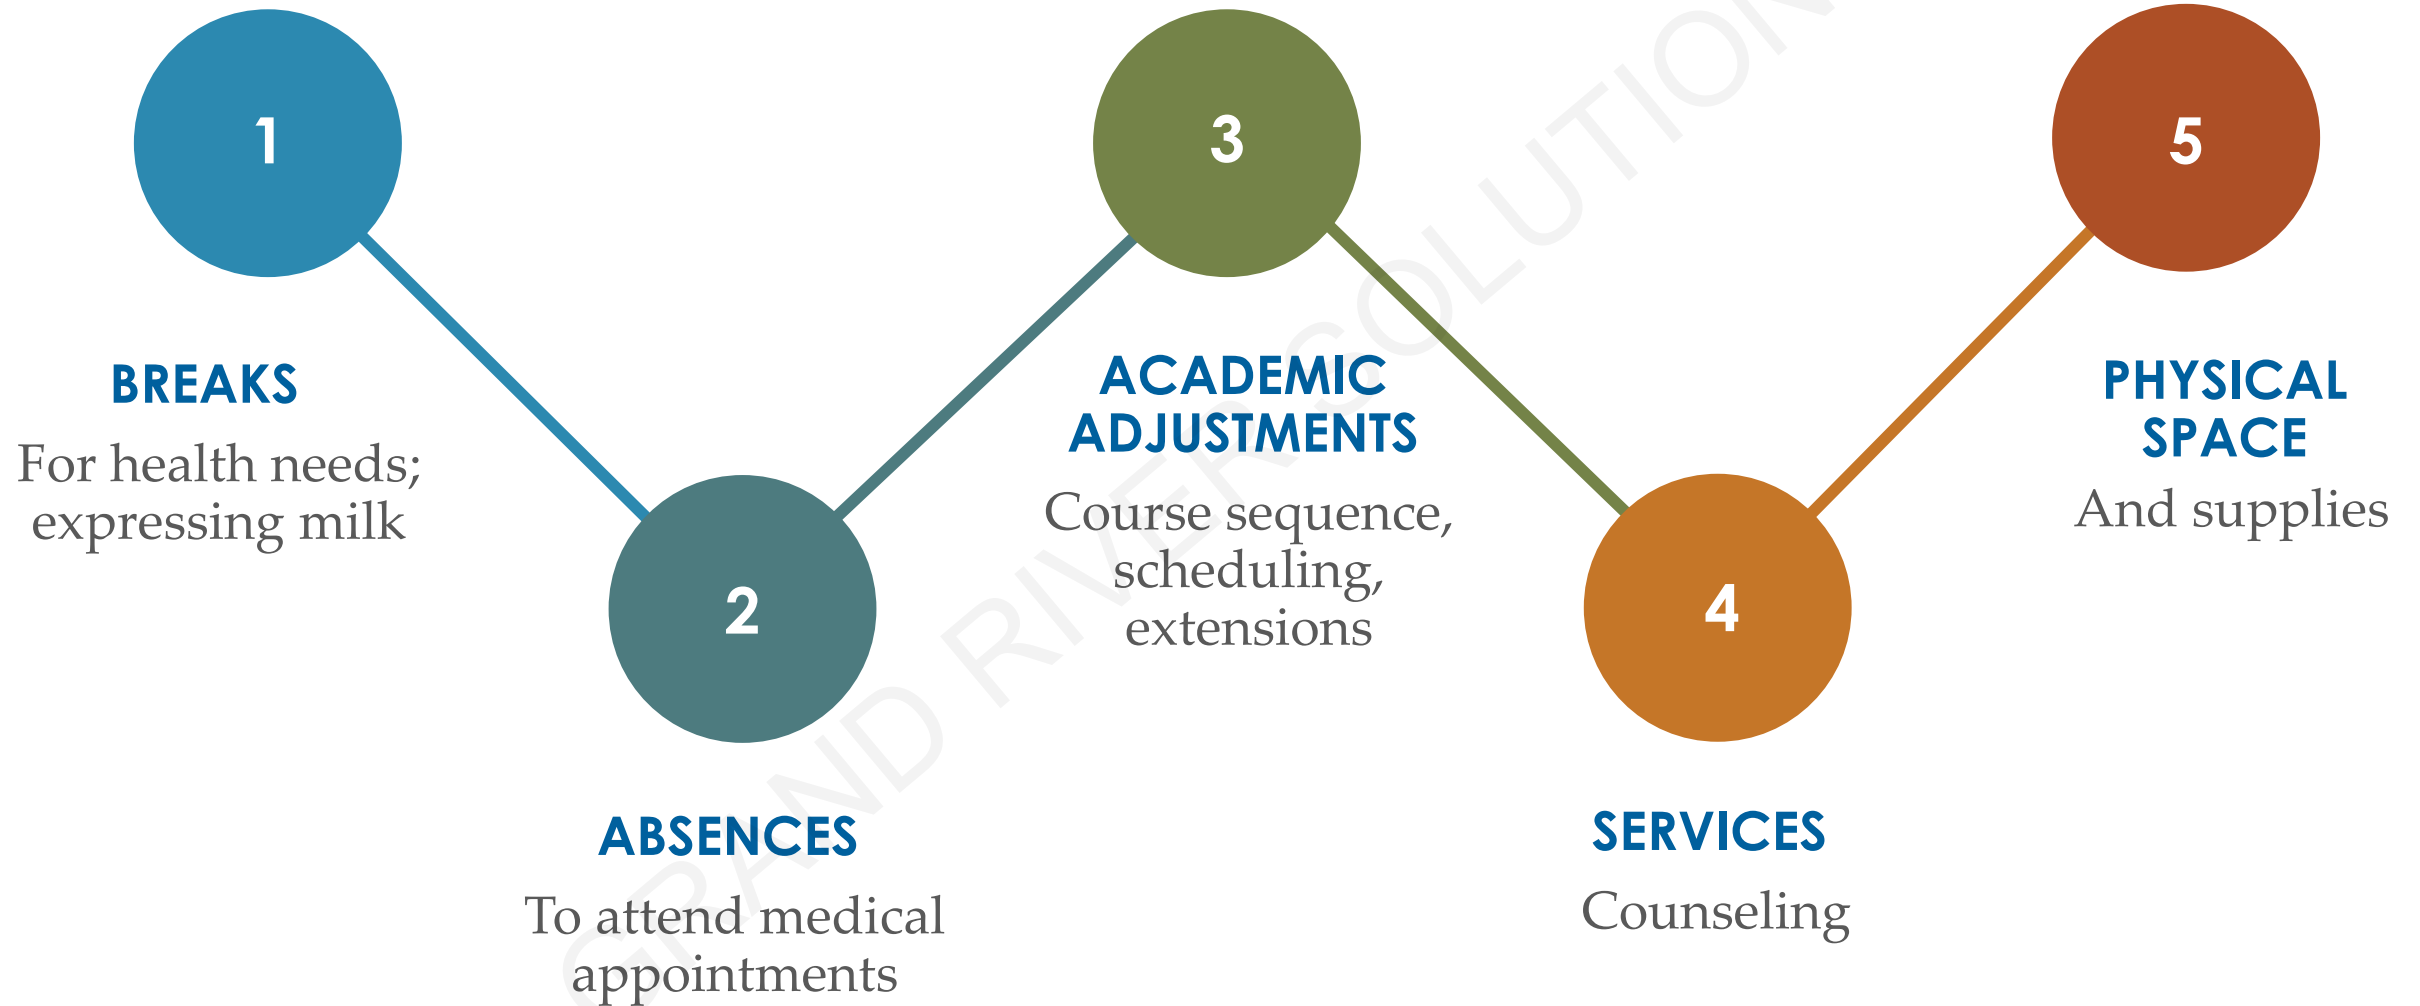 1
BREAKS
For health needs;
expressing milk
2
ABSENCES
To attend medical
appointments
3
ACADEMIC
ADJUSTMENTS
Course sequence,
scheduling,
extensions
4
SERVICES
Counseling
5
PHYSICAL
SPACE
And supplies
GRAND RIVER SOLUTION